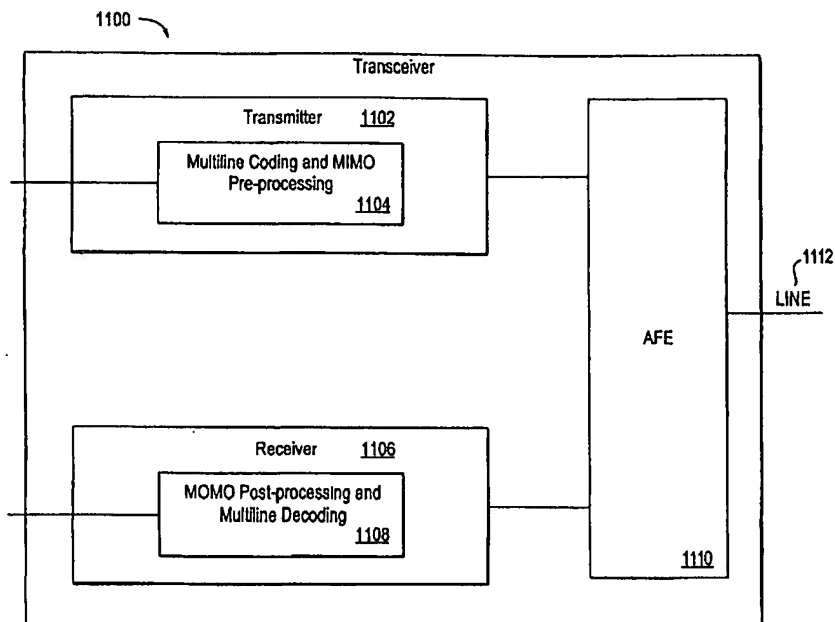 1100
Transceiver
Transmitter 1102
Multiline Coding and MIMO
Pre-processing
1104
1112
LINE
AFE
Receiver 1106
MOMO Post-processing and
Multiline Decoding
1108
1110